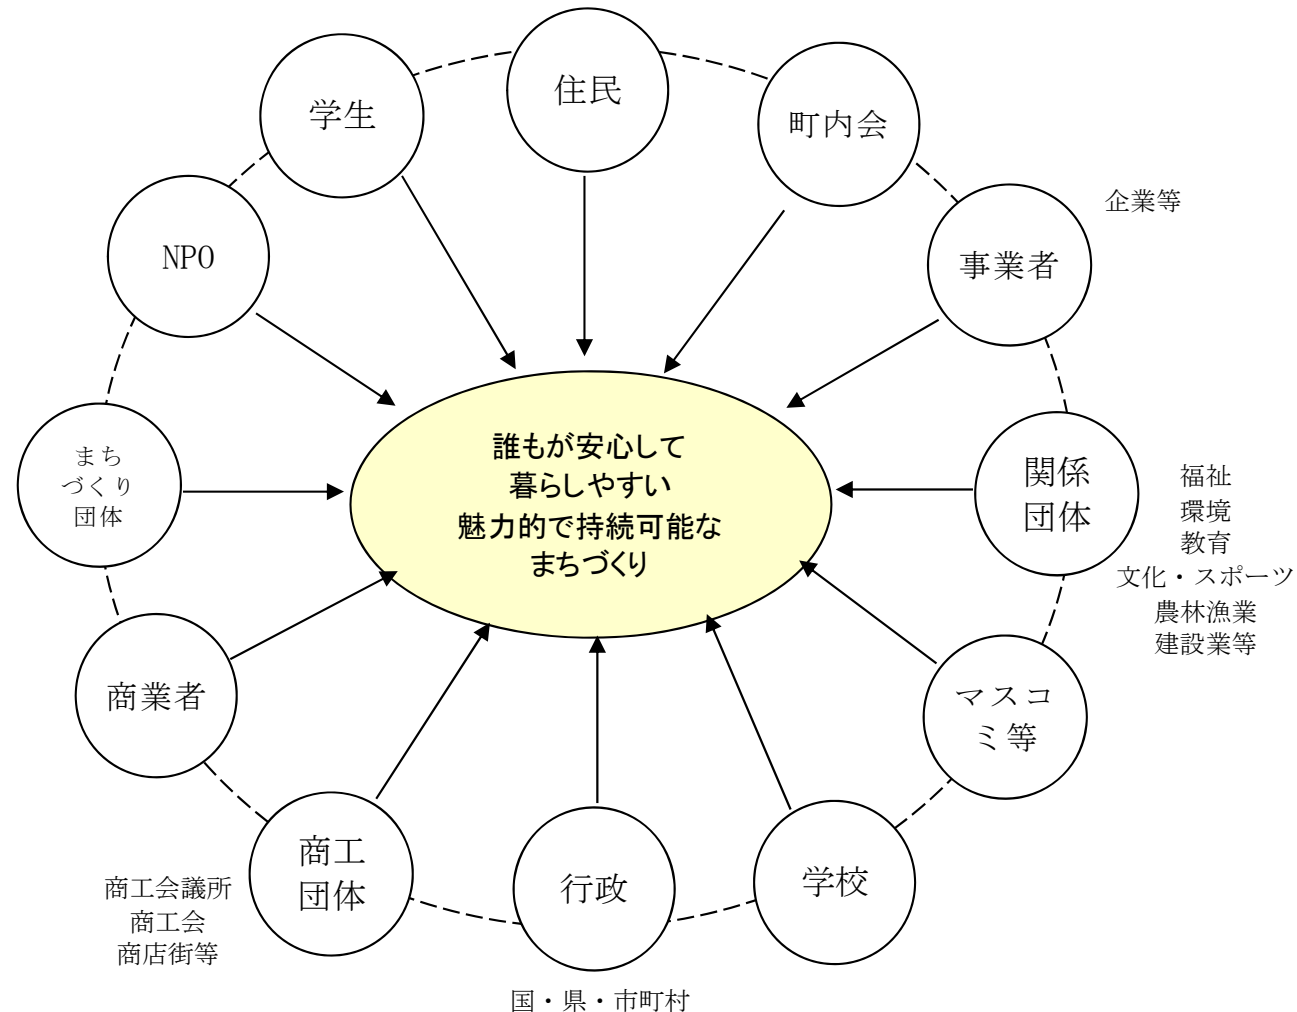 住民
学生
町内会
企業等
NPO
事業者
誰もが安心して
暮らしやすい
魅力的で持続可能な
まちづくり
まち
づくり
団体
関係
団体
福祉
環境
教育
文化・スポーツ
農林漁業
建設業等
商業者
マスコ
ミ等
商工
団体
行政
学校
商工会議所
商工会
商店街等
国・県・市町村